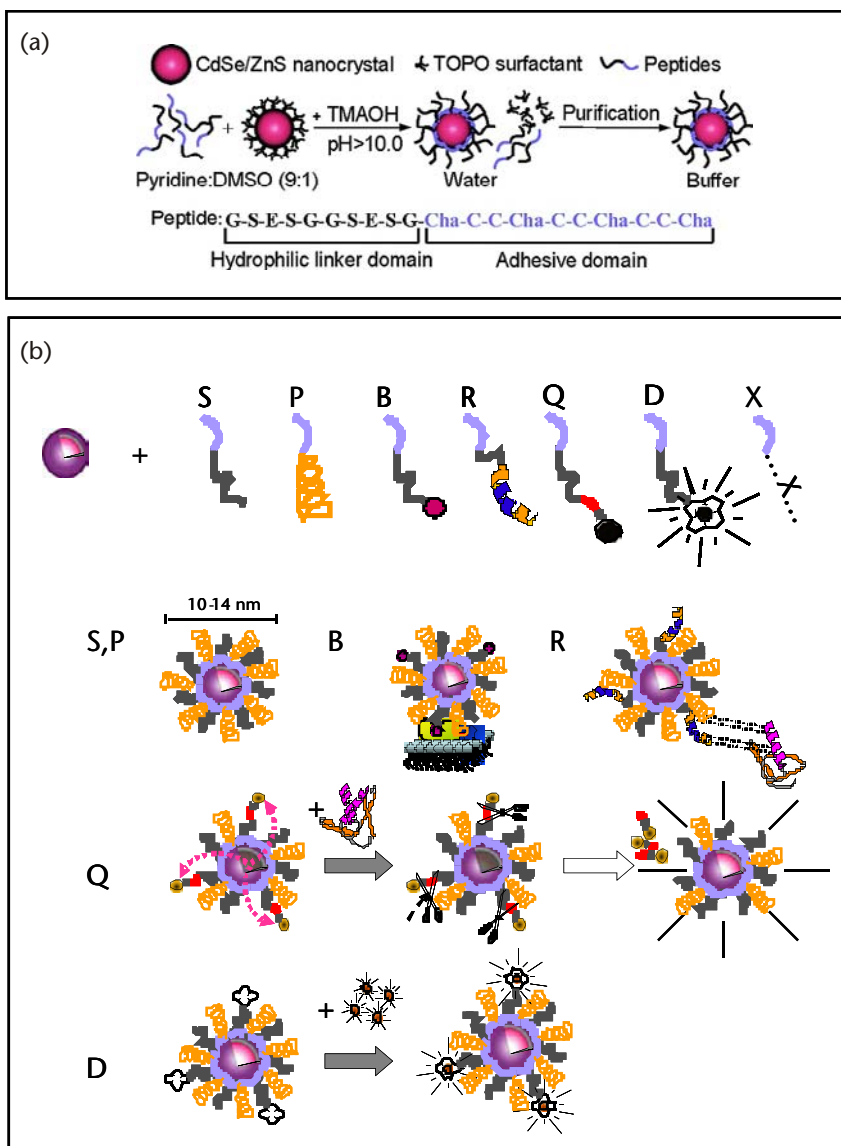 (a)
CdSe/ZnS nanocrystal TOPO surfactant Peptides
+ + TMAOH Purification
pH>10.0
Pyridine:DMSO (9:1) Water Buffer
Peptide: G-S-E-S-G-G-S-E-S-G-Cha-C-C-Cha-C-C-Cha-C-C-Cha
Hydrophilic linker domain Adhesive domain
(b)
S P B R Q D X
+
X
10-14 nm
S,P B R
+
Q
+
D